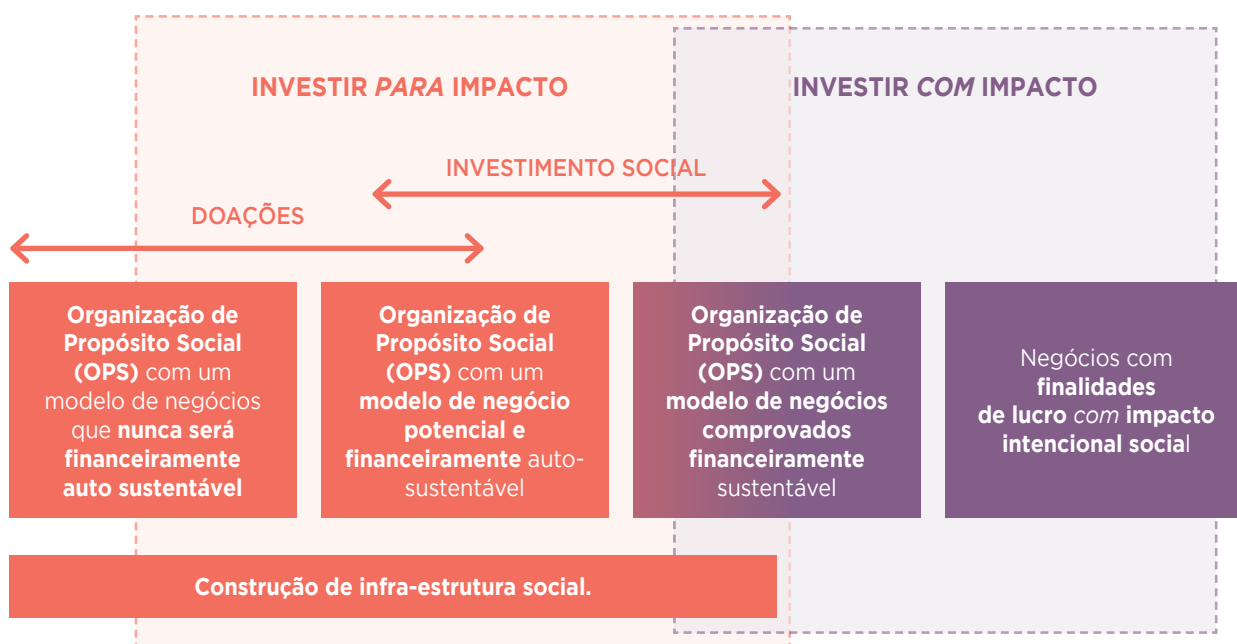 INVESTIR PARA IMPACTO
INVESTIR COM IMPACTO
INVESTIMENTO SOCIAL
DOAÇÕES
Organização de
Propósito Social
(OPS) com um
modelo de negócios
que nunca será
financeiramente
auto sustentável
Organização de
Propósito Social
(OPS) com um
modelo de negócio
potencial e
financeiramente auto-
sustentável
Organização de
Propósito Social
(OPS) com um
modelo de negócios
comprovados
financeiramente
sustentável
Negócios com
finalidades
de lucro com impacto
intencional social
Construção de infra-estrutura social.